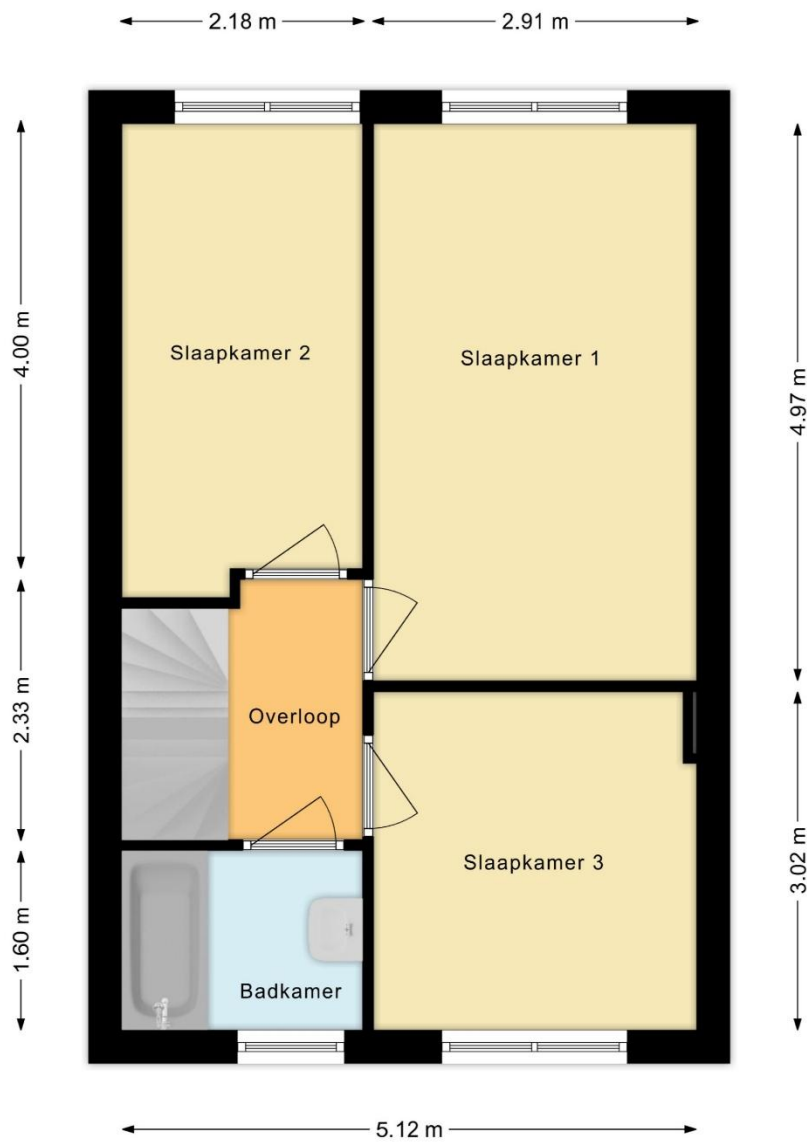 2.18 m
2.91 m
4.00 m
4.97 m
Slaapkamer 2
Slaapkamer 1
2.33 m
Overloop
3.02 m
Slaapkamer 3
1.60 m
Badkamer
5.12 m